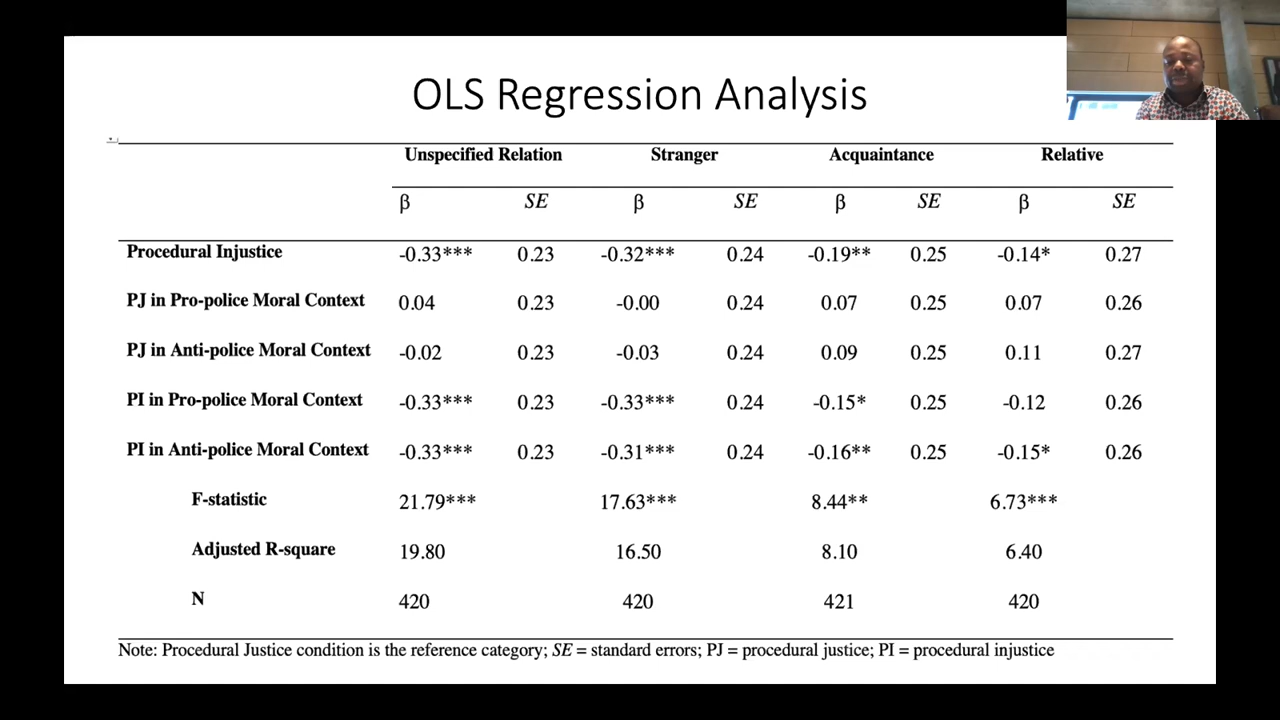 OLS Regression Analysis
Unspecified Relation Stranger Acquaintance Relative
β SE β SE β SE β SE
Procedural Injustice -0.33*** 0.23 -0.32*** 0.24 -0.19** 0.25 -0.14* 0.27
PJ in Pro-police Moral Context 0.04 0.23 -0.00 0.24 0.07 0.25 0.07 0.26
PJ in Anti-police Moral Context -0.02 0.23 -0.03 0.24 0.09 0.25 0.11 0.27
PI in Pro-police Moral Context -0.33*** 0.23 -0.33*** 0.24 -0.15* 0.25 -0.12 0.26
PI in Anti-police Moral Context -0.33*** 0.23 -0.31*** 0.24 -0.16** 0.25 -0.15* 0.26
F-statistic 21.79*** 17.63*** 8.44** 6.73***
Adjusted R-square 19.80 16.50 8.10 6.40
N 420 420 421 420
Note: Procedural Justice condition is the reference category; SE = standard errors; PJ = procedural justice; PI = procedural injustice